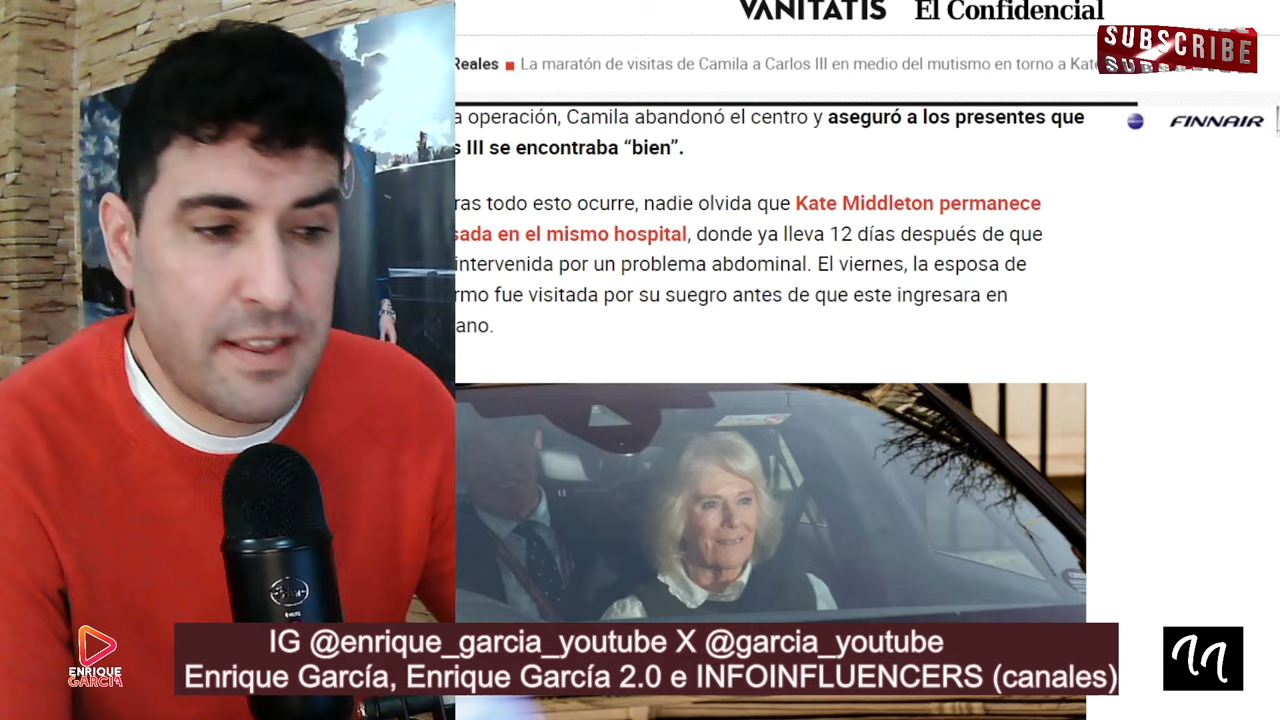 VANITATIS El Confidencial
SUBSCRIBE
Reales ■ La maratón de visitas de Camila a Carlos III en medio del mutismo en torno a Kate
a operación, Camila abandonó el centro y aseguró a los presentes que
s III se encontraba “bien”.
FINNAIR
ras todo esto ocurre, nadie olvida que Kate Middleton permanece
sada en el mismo hospital, donde ya lleva 12 días después de que
intervenida por un problema abdominal. El viernes, la esposa de
rmo fue visitada por su suegro antes de que este ingresara en
ano.
IG @enrique_garcia_youtube X @garcia_youtube
Enrique García, Enrique García 2.0 e INFOINFLUENCERS (canales)
ENRIQUE
GARCÍA